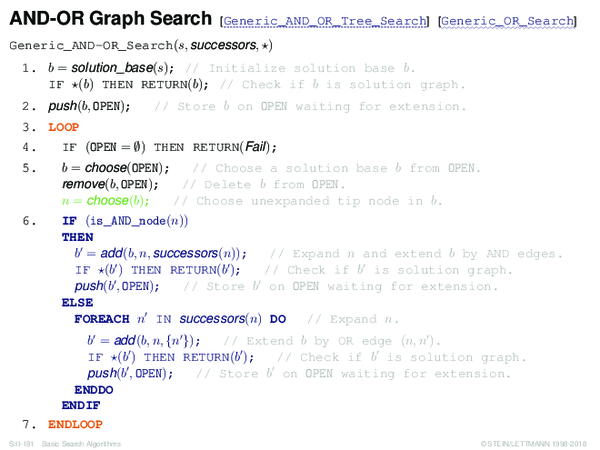 AND-OR Graph Search [Generic_AND_OR_Tree_Search] [Generic_OR_Search]
Generic_AND-OR_Search(s, successors, ⋆)
1. b = solution_base(s); // Initialize solution base b.
IF ⋆(b) THEN RETURN(b); // Check if b is solution graph.
2. push(b, OPEN); // Store b on OPEN waiting for extension.
3. LOOP
4. IF (OPEN = ∅) THEN RETURN(Fail);
5. b = choose(OPEN); // Choose a solution base b from OPEN.
remove(b, OPEN); // Delete b from OPEN.
n = choose(b); // Choose unexpanded tip node in b.
6. IF (is_AND_node(n))
THEN
b′ = add(b, n, successors(n)); // Expand n and extend b by AND edges.
IF ⋆(b′) THEN RETURN(b′); // Check if b′ is solution graph.
push(b′, OPEN); // Store b′ on OPEN waiting for extension.
ELSE
FOREACH n′ IN successors(n) DO // Expand n.
b′ = add(b, n, {n′}); // Extend b by OR edge (n, n′).
IF ⋆(b′) THEN RETURN(b′); // Check if b′ is solution graph.
push(b′, OPEN); // Store b′ on OPEN waiting for extension.
ENDDO
ENDIF
7. ENDLOOP
S:II-181 Basic Search Algorithms ©STEIN/LETTMANN 1998-2018